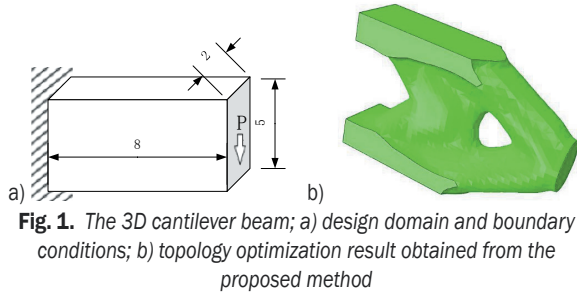 2
8
P
5
a)
b)
Fig. 1. The 3D cantilever beam; a) design domain and boundary
conditions; b) topology optimization result obtained from the
proposed method